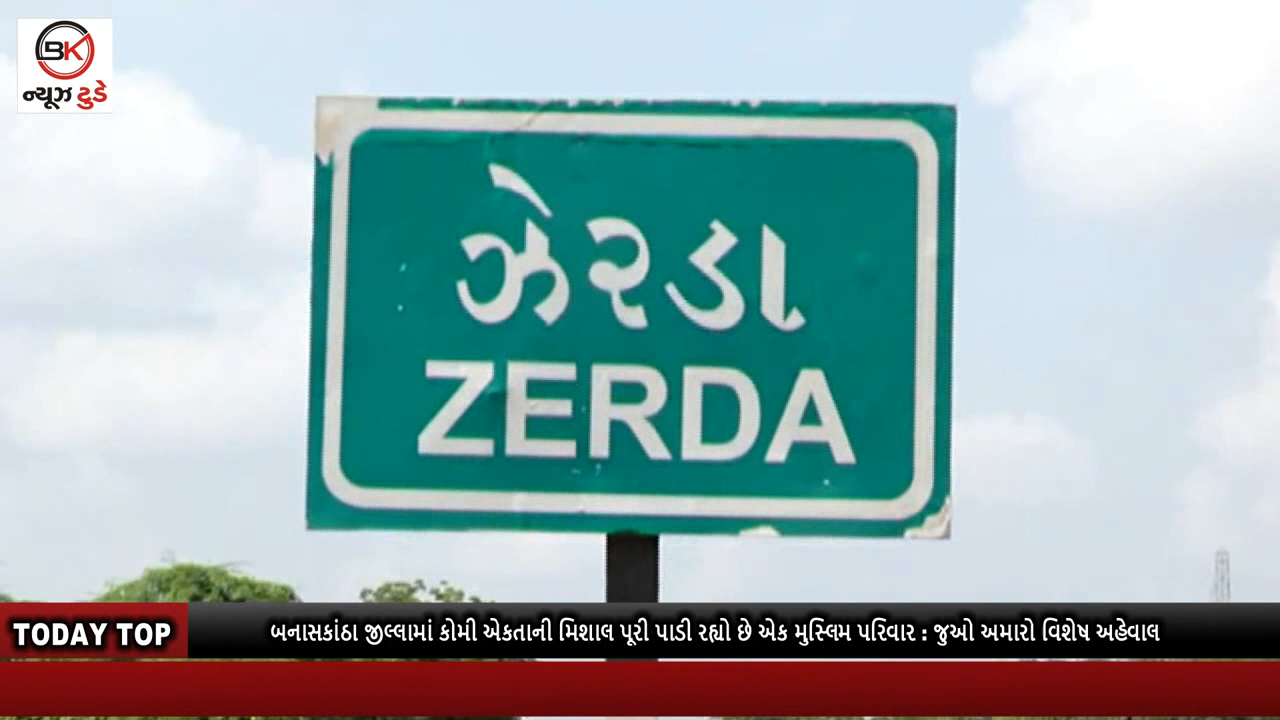 BK
ન્યૂઝ ટુડે
ઝેરડા
ZERDA
TODAY TOP
બનાસકાંઠા જીલ્લામાં કોમી એકતાની મિશાલ પૂરી પાડી રહ્યો છે એક મુસ્લિમ પરિવાર : જુઓ અમારો વિશેષ અહેવાલ